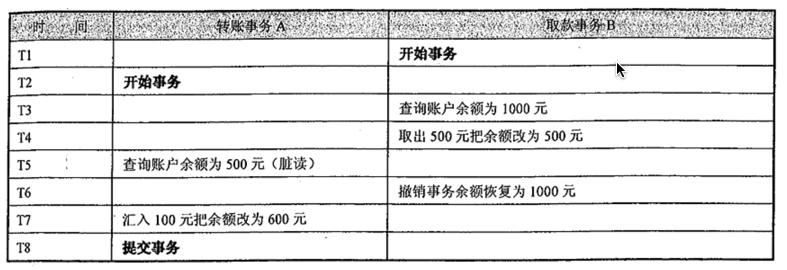 时 间 转账事务 A 取款事务 B
T1 开始事务
T2 开始事务
T3 查询账户余额为 1000 元
T4 取出 500 元把余额改为 500 元
T5 查询账户余额为 500 元（脏读）
T6 撤销事务余额恢复为 1000 元
T7 汇入 100 元把余额改为 600 元
T8 提交事务